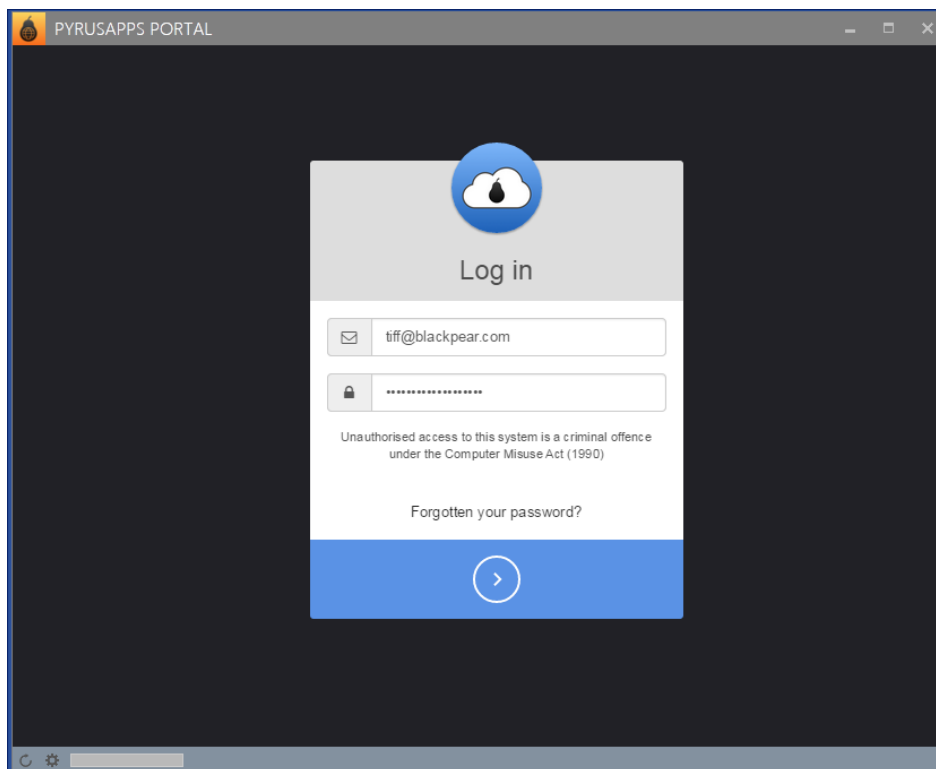 PYRUSAPPS PORTAL
Log in
tiff@blackpear.com
•••••••••••••••••••
Unauthorised access to this system is a criminal offence
under the Computer Misuse Act (1990)
Forgotten your password?